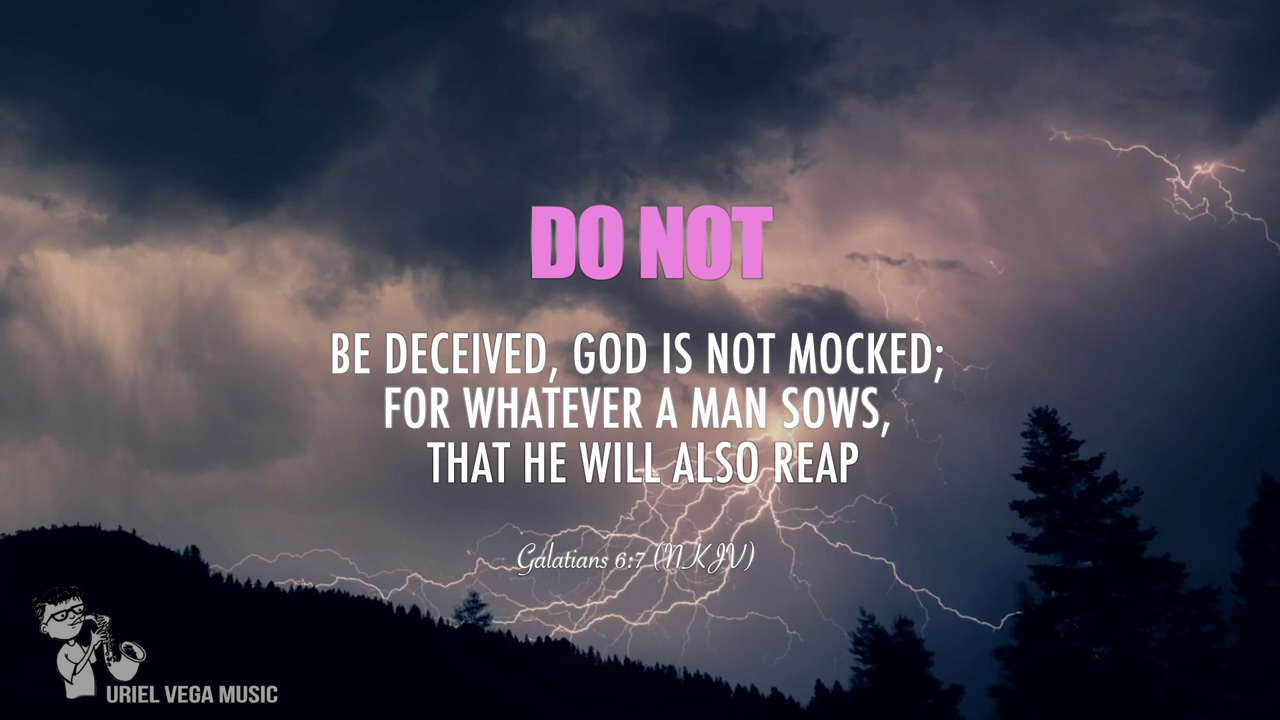 DO NOT
BE DECEIVED, GOD IS NOT MOCKED;
FOR WHATEVER A MAN SOWS,
THAT HE WILL ALSO REAP
Galatians 6:7 (NKJV)
URIEL VEGA MUSIC